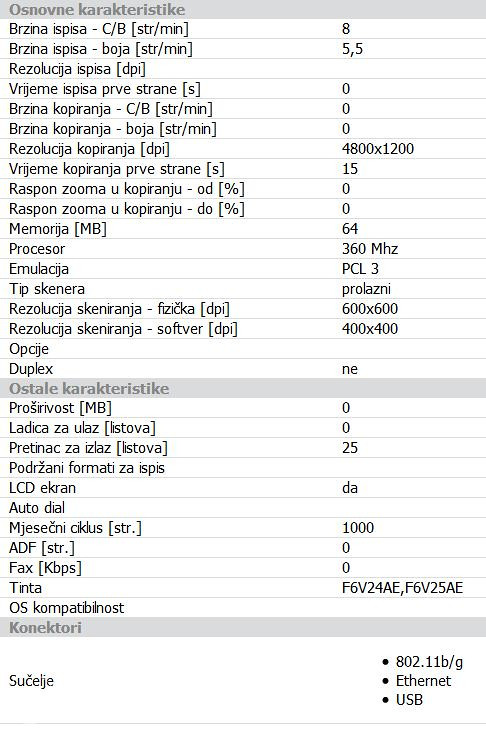 Osnovne karakteristike
Brzina ispisa - C/B [str/min] 8
Brzina ispisa - boja [str/min] 5,5
Rezolucija ispisa [dpi]
Vrijeme ispisa prve strane [s] 0
Brzina kopiranja - C/B [str/min] 0
Brzina kopiranja - boja [str/min] 0
Rezolucija kopiranja [dpi] 4800x1200
Vrijeme kopiranja prve strane [s] 15
Raspon zooma u kopiranju - od [%] 0
Raspon zooma u kopiranju - do [%] 0
Memorija [MB] 64
Procesor 360 Mhz
Emulacija PCL 3
Tip skenera prolazni
Rezolucija skeniranja - fizička [dpi] 600x600
Rezolucija skeniranja - softver [dpi] 400x400
Opcije
Duplex ne
Ostale karakteristike
Proširivost [MB] 0
Ladica za ulaz [listova] 0
Pretinac za izlaz [listova] 25
Podržani formati za ispis
LCD ekran da
Auto dial
Mjesečni ciklus [str.] 1000
ADF [str.] 0
Fax [Kbps] 0
Tinta F6V24AE,F6V25AE
OS kompatibilnost
Konektori
Sučelje
• 802.11b/g
• Ethernet
• USB